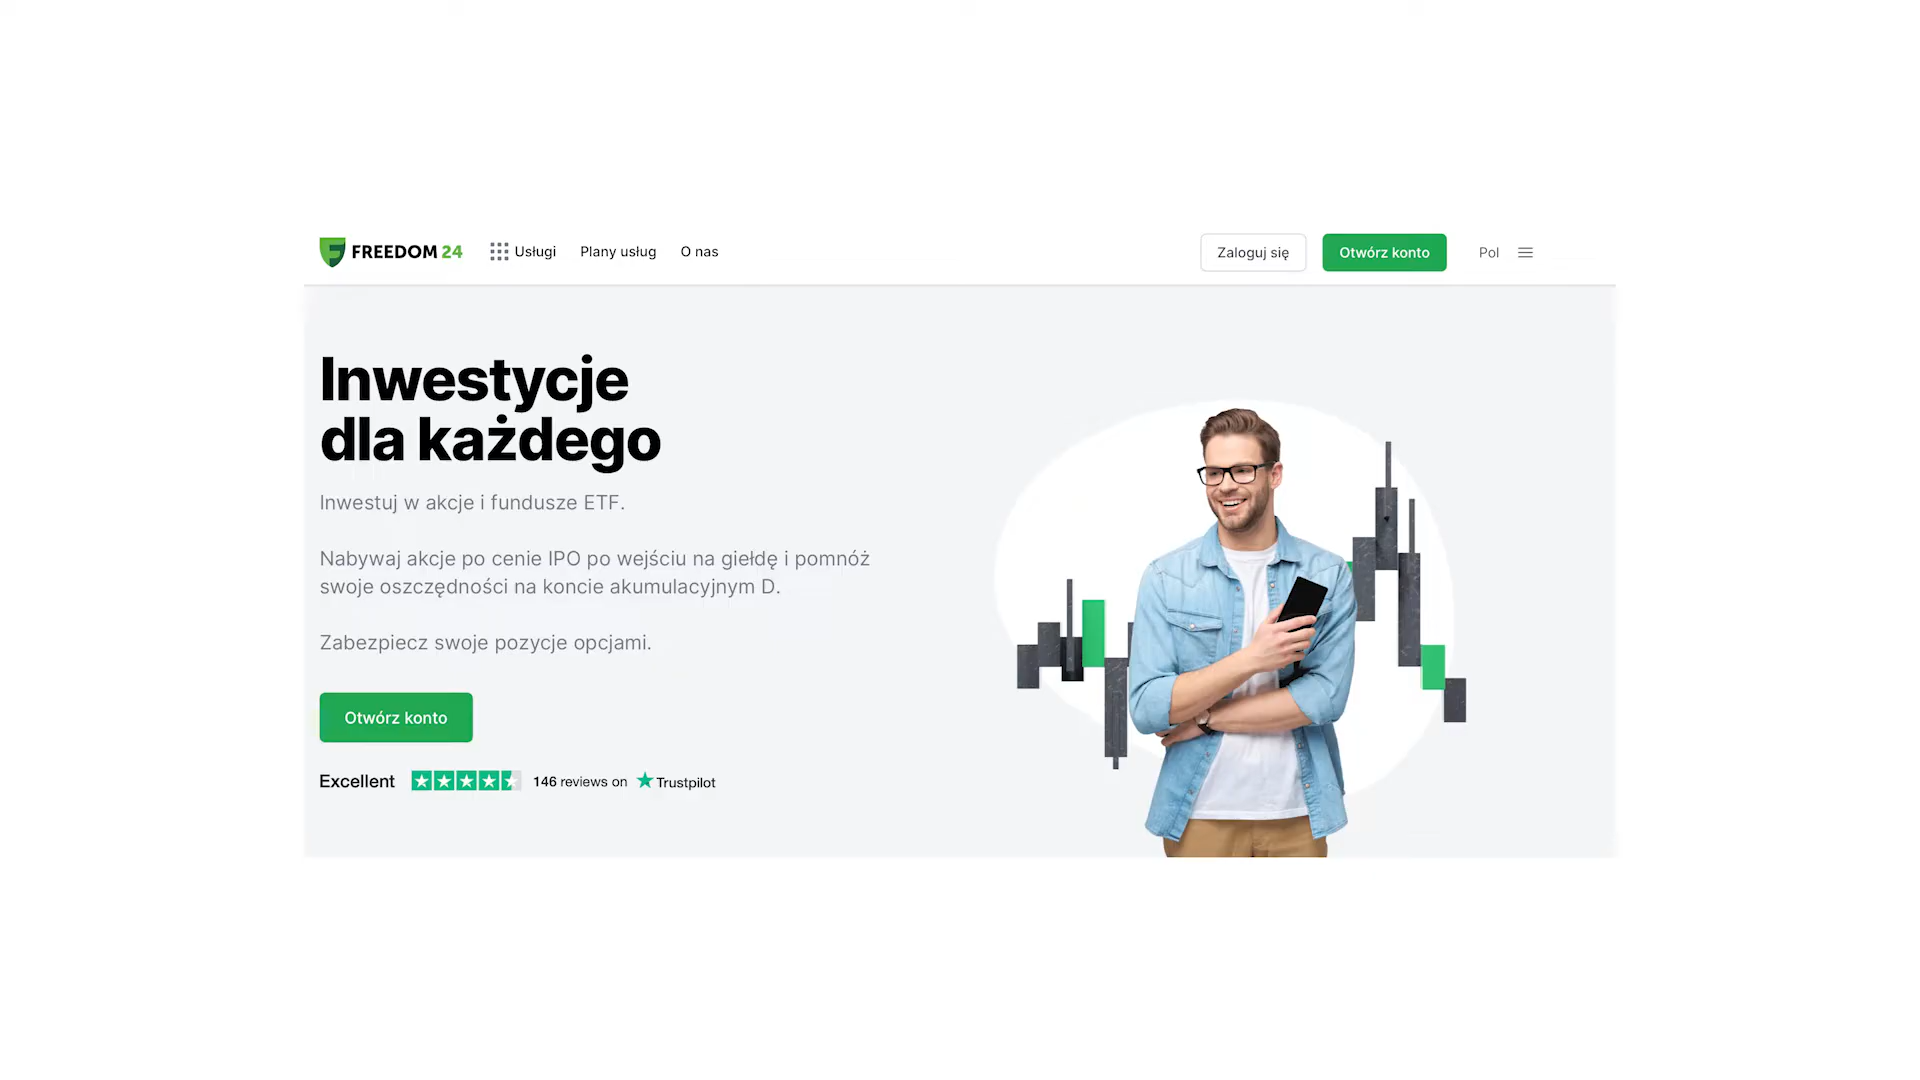 FREEDOM 24
Usługi
Plany usług
O nas
Zaloguj się
Otwórz konto
Pol
Inwestycje
dla każdego
Inwestuj w akcje i fundusze ETF.
Nabywaj akcje po cenie IPO po wejściu na giełdę i pomnóż
swoje oszczędności na koncie akumulacyjnym D.
Zabezpiecz swoje pozycje opcjami.
Otwórz konto
Excellent 146 reviews on Trustpilot